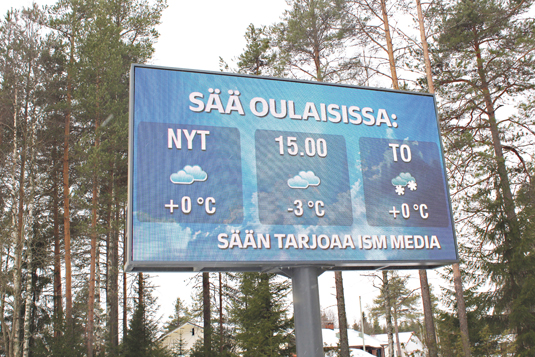 SÄÄ OULAISISSA:
NYT
+0 °C
15.00
-3 °C
TO
+0 °C
SÄÄN TARJOAA ISM MEDIA